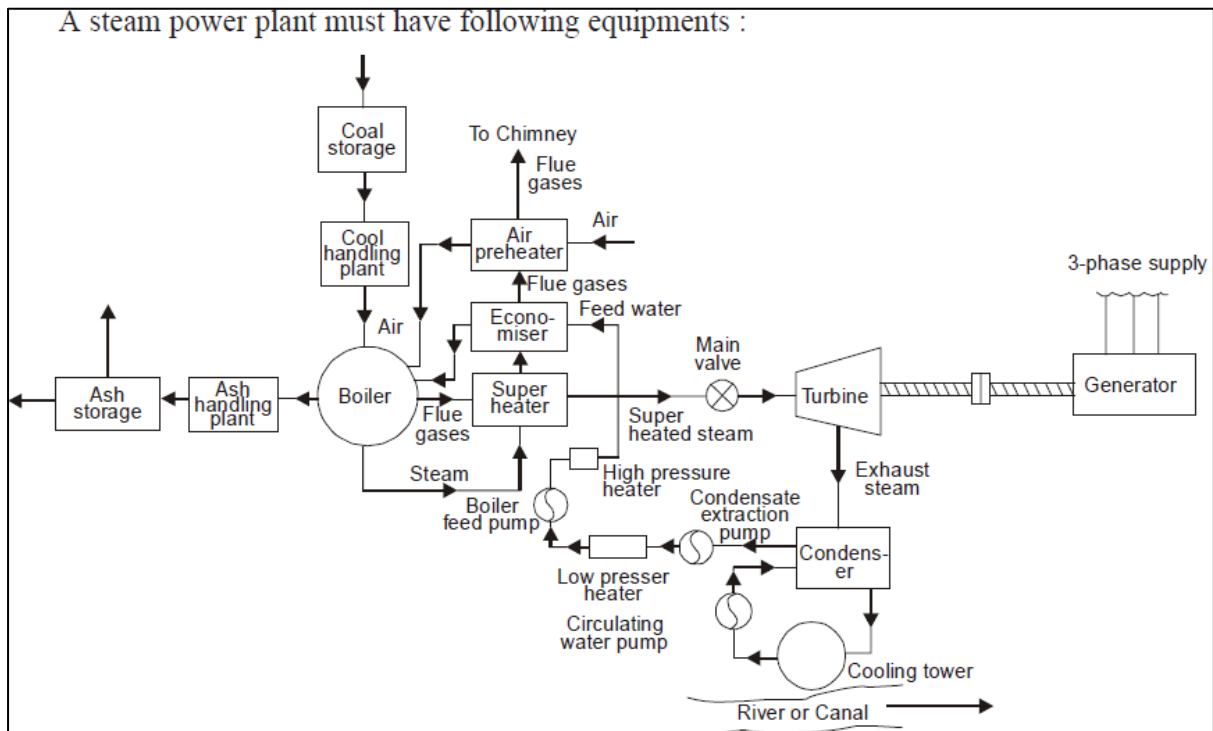 A steam power plant must have following equipments :
Coal
storage
To Chimney
Flue
gases
Cool
handling
plant
Air
preheater
Air
3-phase supply
Flue gases
Feed water
Air
Econo-
miser
Main
valve
Ash
storage
Ash
handling
plant
Boiler
Super
heater
Turbine
Generator
Flue
gases
Super
heated steam
Steam
High pressure
heater
Exhaust
steam
Boiler
feed pump
Condensate
extraction
pump
Condens-
er
Low presser
heater
Circulating
water pump
Cooling tower
River or Canal